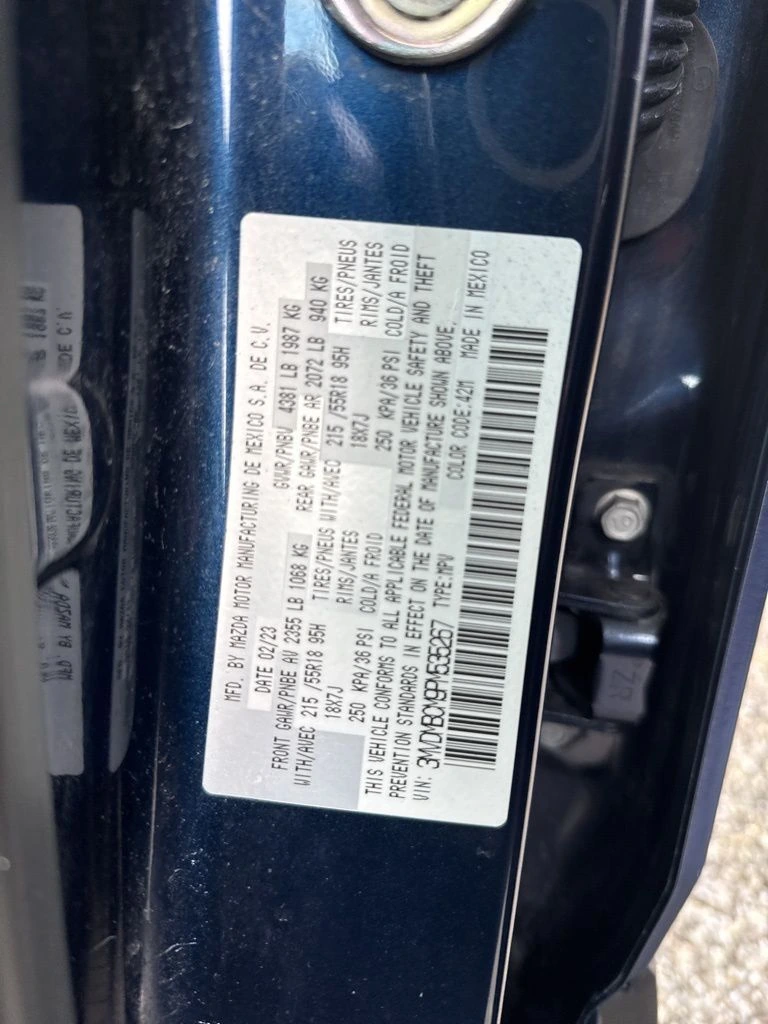 MFD. BY MAZDA MOTOR MANUFACTURING DE MEXICO S.A. DE C.V.
DATE 02/23 GVWR/PNBV 4381 LB 1987 KG
FRONT GAWR/PNBE AV 2355 LB 1068 KG REAR GAWR/PNBE AR 2072 LB 940 KG
WITH/AVEC 215 /55R18 95H TIRES/PNEUS WITH/AVEC 215 /55R18 95H TIRES/PNEUS
18X7J RIMS/JANTES 18X7J RIMS/JANTES
250 KPA/36 PSI COLD/A FROID 250 KPA/36 PSI COLD/A FROID
THIS VEHICLE CONFORMS TO ALL APPLICABLE FEDERAL MOTOR VEHICLE SAFETY AND THEFT
PREVENTION STANDARDS IN EFFECT ON THE DATE OF MANUFACTURE SHOWN ABOVE.
VIN: 3MVDMBCM9PM535267 TYPE:MPV COLOR CODE:42M MADE IN MEXICO
ZR